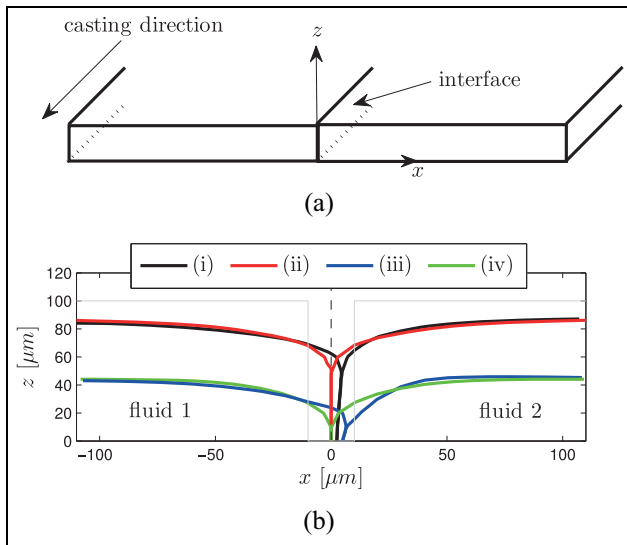 casting direction
z
interface
x
(a)
(i) (ii) (iii) (iv)
120
100
80
60
40
20
0
z [μm]
fluid 1
fluid 2
−100 −50 0 50 100
x [μm]
(b)